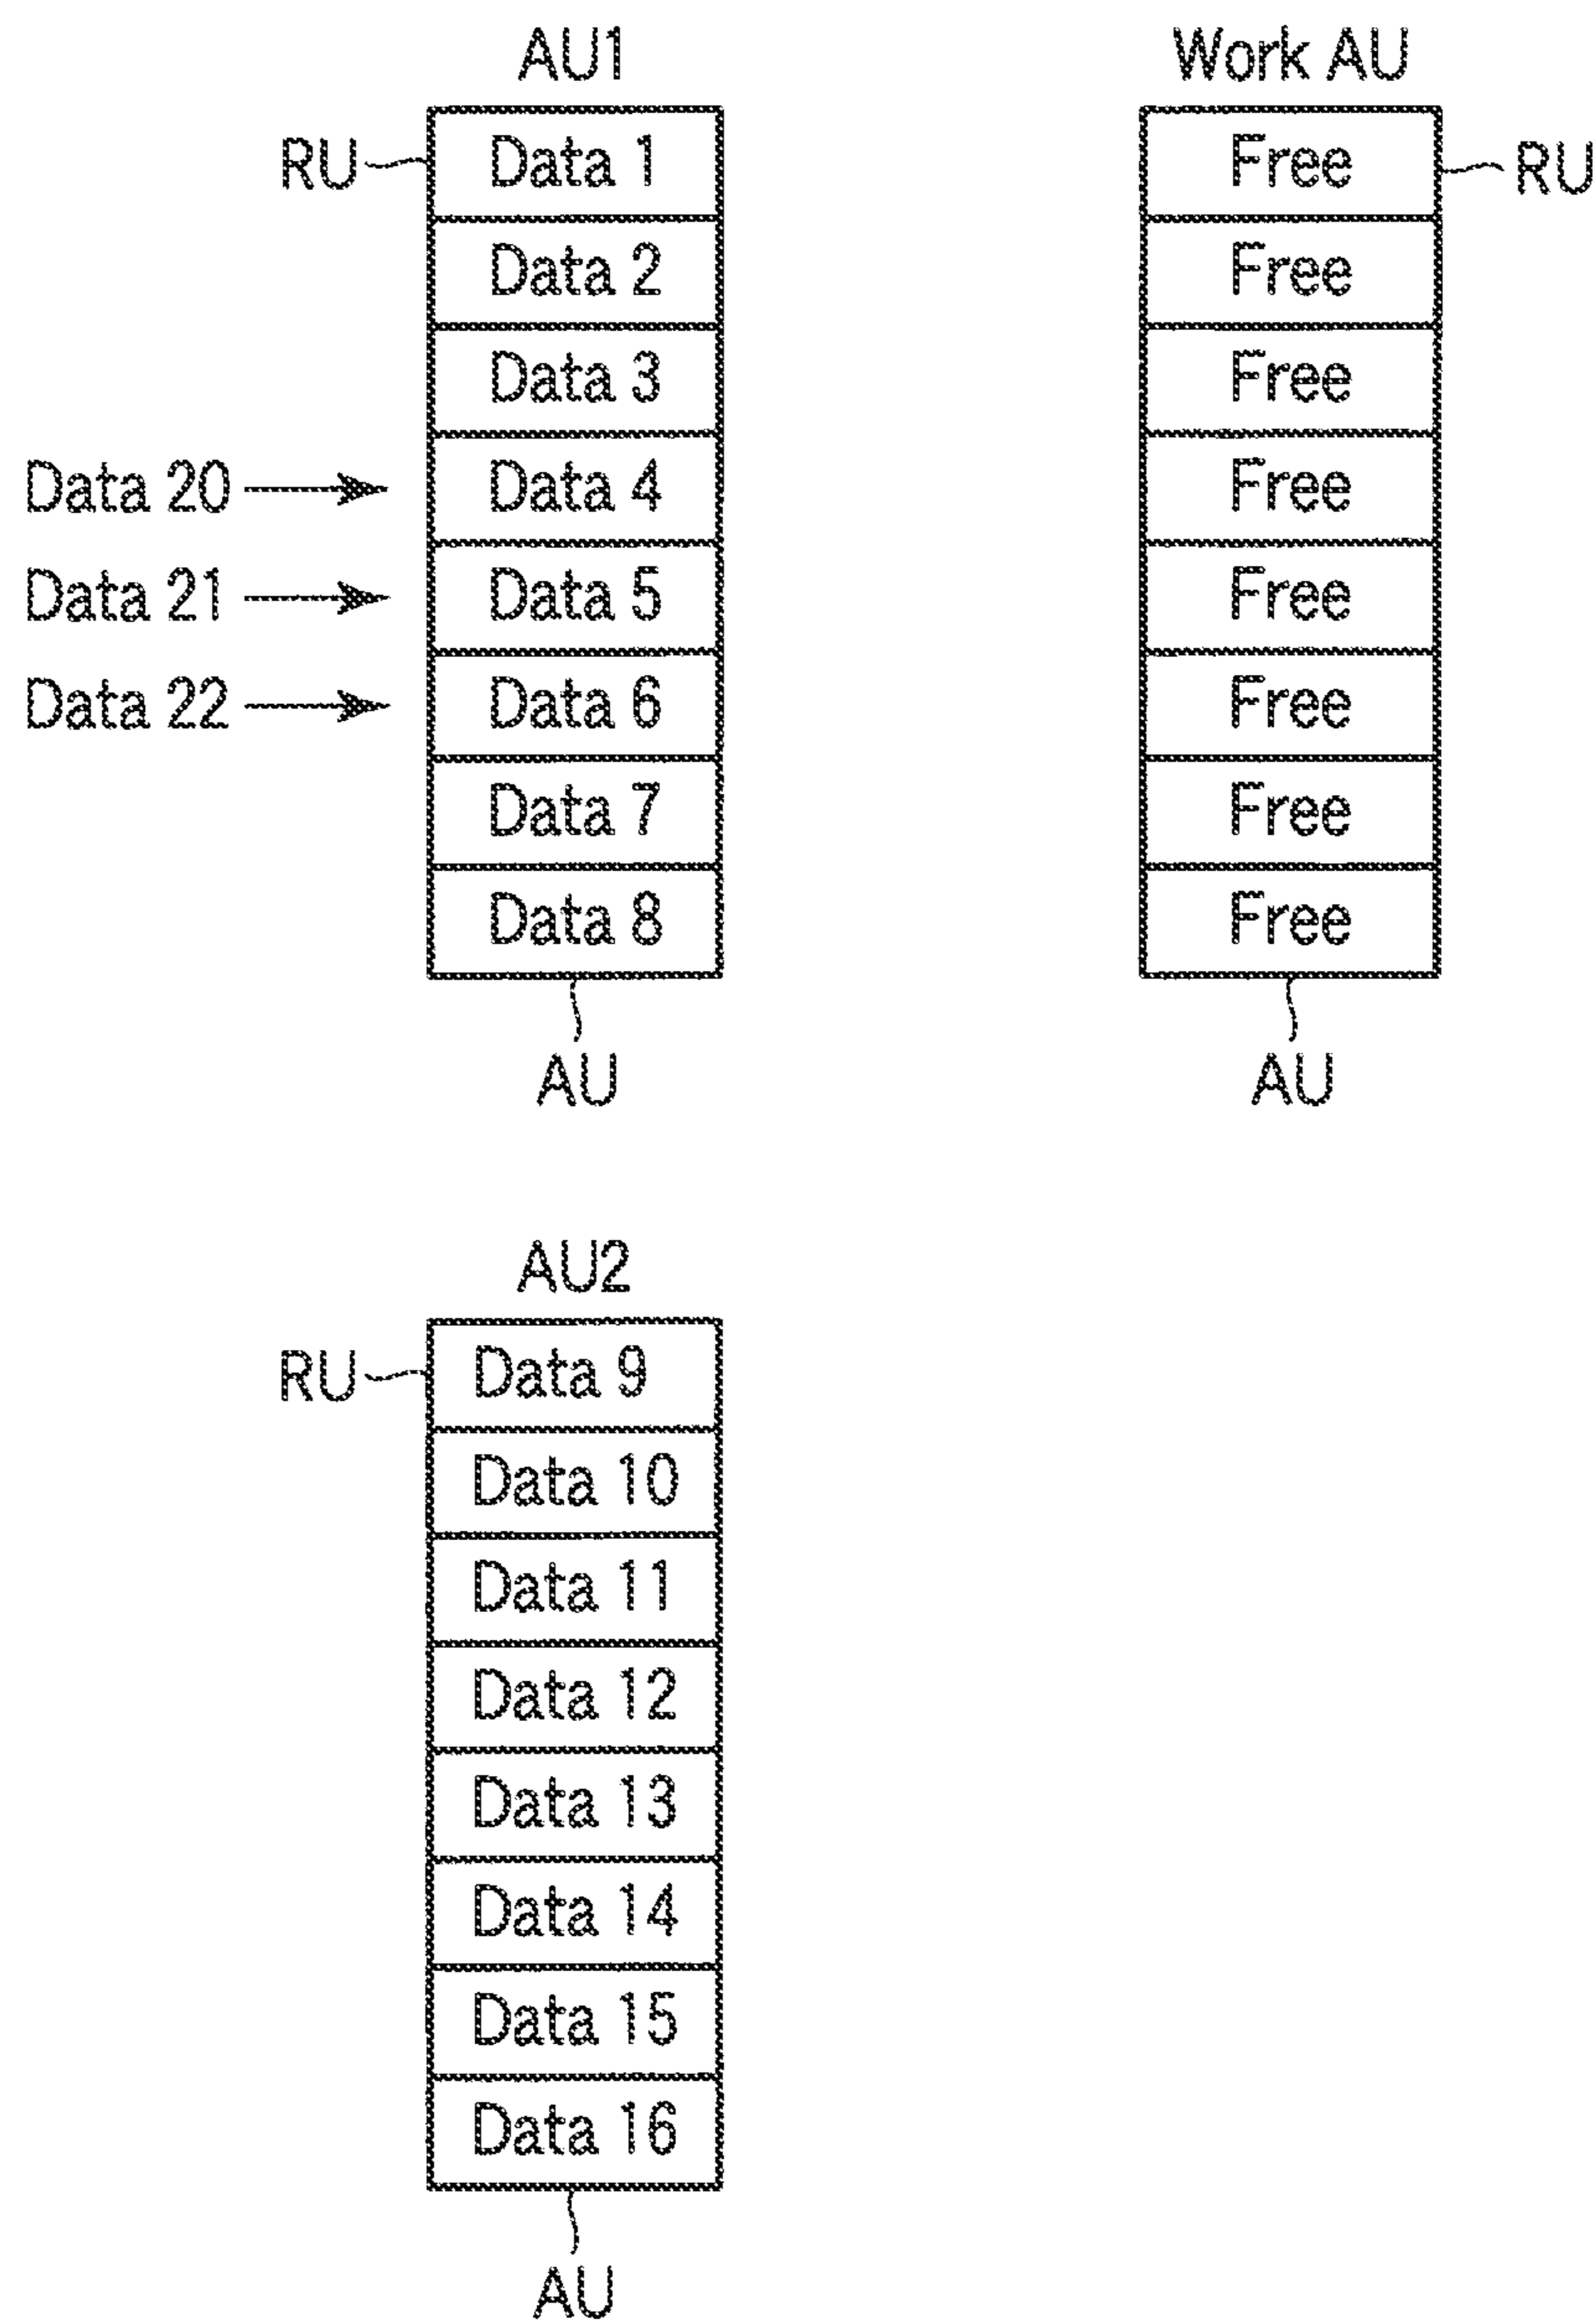 AU1
Work AU
RU
Data 1
Free
RU
Data 2
Free
Data 3
Free
Data 20
Data 4
Free
Data 21
Data 5
Free
Data 22
Data 6
Free
Data 7
Free
Data 8
Free
AU
AU
AU2
RU
Data 9
Data 10
Data 11
Data 12
Data 13
Data 14
Data 15
Data 16
AU